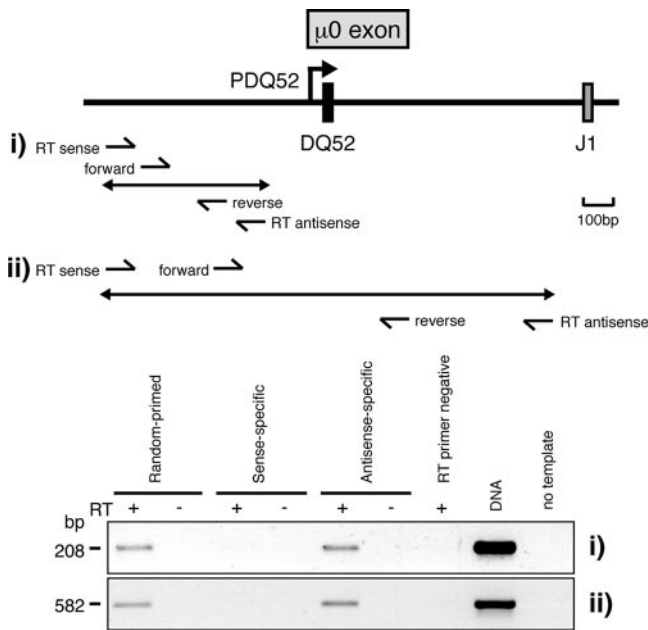 μ0 exon
PDQ52
DQ52
J1
i)
RT sense
forward
reverse
RT antisense
100bp
ii)
RT sense
forward
reverse
RT antisense
Random-primed
Sense-specific
Antisense-specific
RT primer negative
DNA
no template
RT + - + - + - +
bp
208
i)
582
ii)